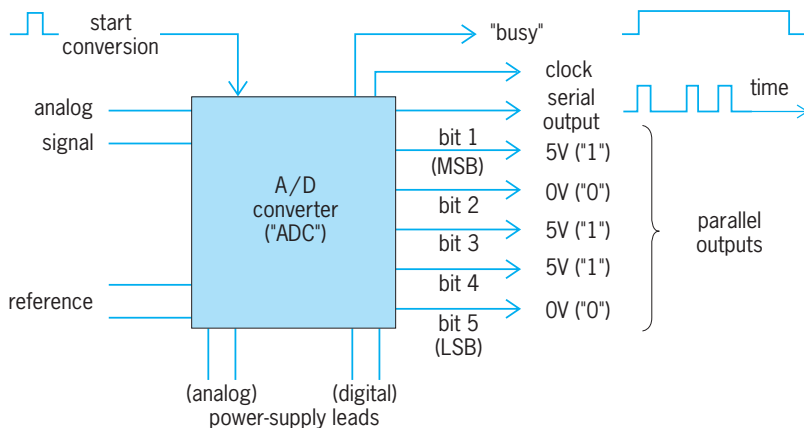 start
conversion
"busy"
clock
analog
serial
output
time
signal
bit 1
(MSB)
5V ("1")
A/D
converter
("ADC")
0V ("0")
bit 2
5V ("1")
bit 3
parallel
outputs
5V ("1")
bit 4
reference
0V ("0")
bit 5
(LSB)
(analog)
(digital)
power-supply leads